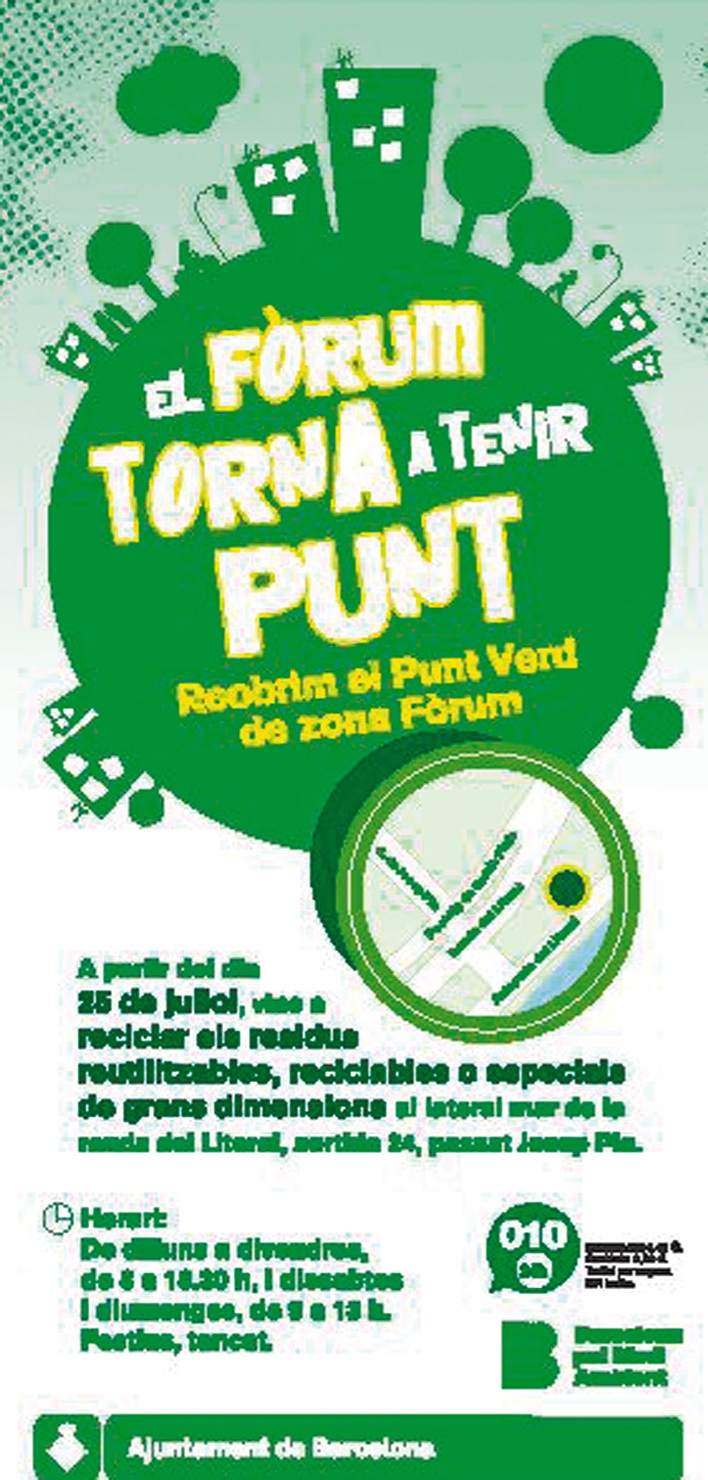 EL FÒRUM
TORNA A TENIR
PUNT
Reobrim el Punt Verd
de zona Fòrum
A partir del dia
25 de juliol, vine a
reciclar els residus
reutilitzables, reciclables o especials
de grans dimensions al lateral mar de la
ronda del Litoral, sortida 24, passat Josep Pla.
Horari:
De dilluns a divendres,
de 8 a 18.30 h, i dissabtes
i diumenges, de 9 a 13 h.
Festius, tancat.
010
24h
B
Barcelona
pel Medi
Ambient
Ajuntament de Barcelona